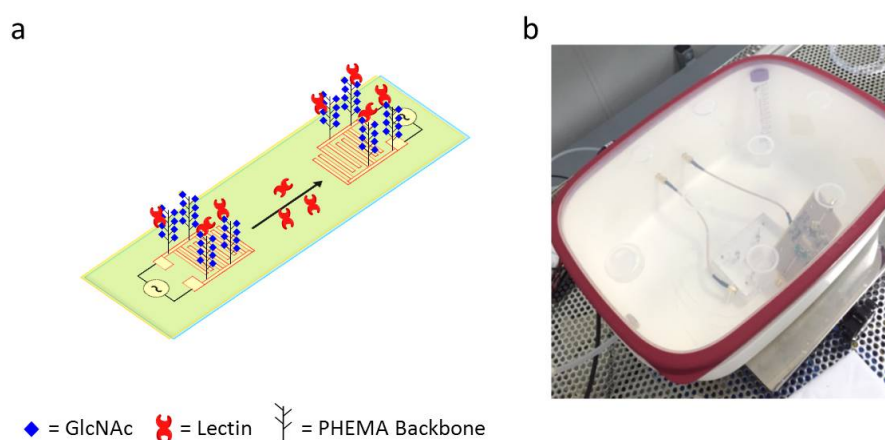 a
b
~
~
= GlcNAc = Lectin = PHEMA Backbone